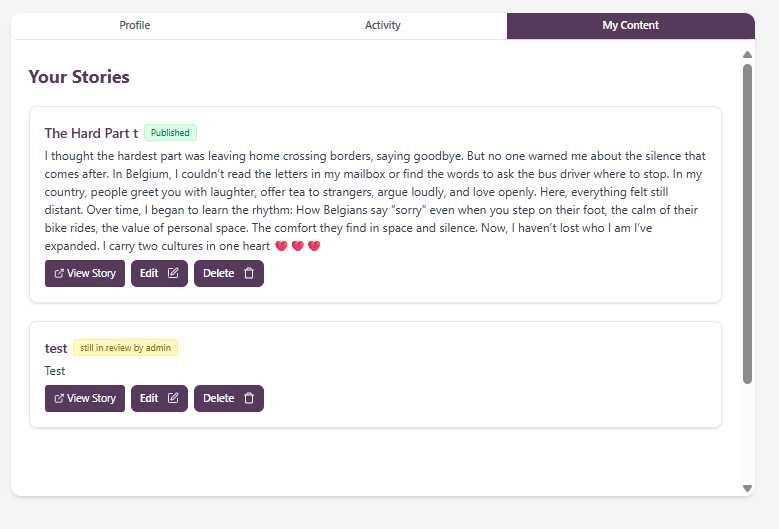 Profile
Activity
My Content
Your Stories
The Hard Part t
Published
I thought the hardest part was leaving home crossing borders, saying goodbye. But no one warned me about the silence that
comes after. In Belgium, I couldn’t read the letters in my mailbox or find the words to ask the bus driver where to stop. In my
country, people greet you with laughter, offer tea to strangers, argue loudly, and love openly. Here, everything felt still
distant. Over time, I began to learn the rhythm: How Belgians say “sorry” even when you step on their foot, the calm of their
bike rides, the value of personal space. The comfort they find in space and silence. Now, I haven’t lost who I am I’ve
expanded. I carry two cultures in one heart ❤️ ❤️ ❤️
View Story
Edit
Delete
test
still in review by admin
Test
View Story
Edit
Delete